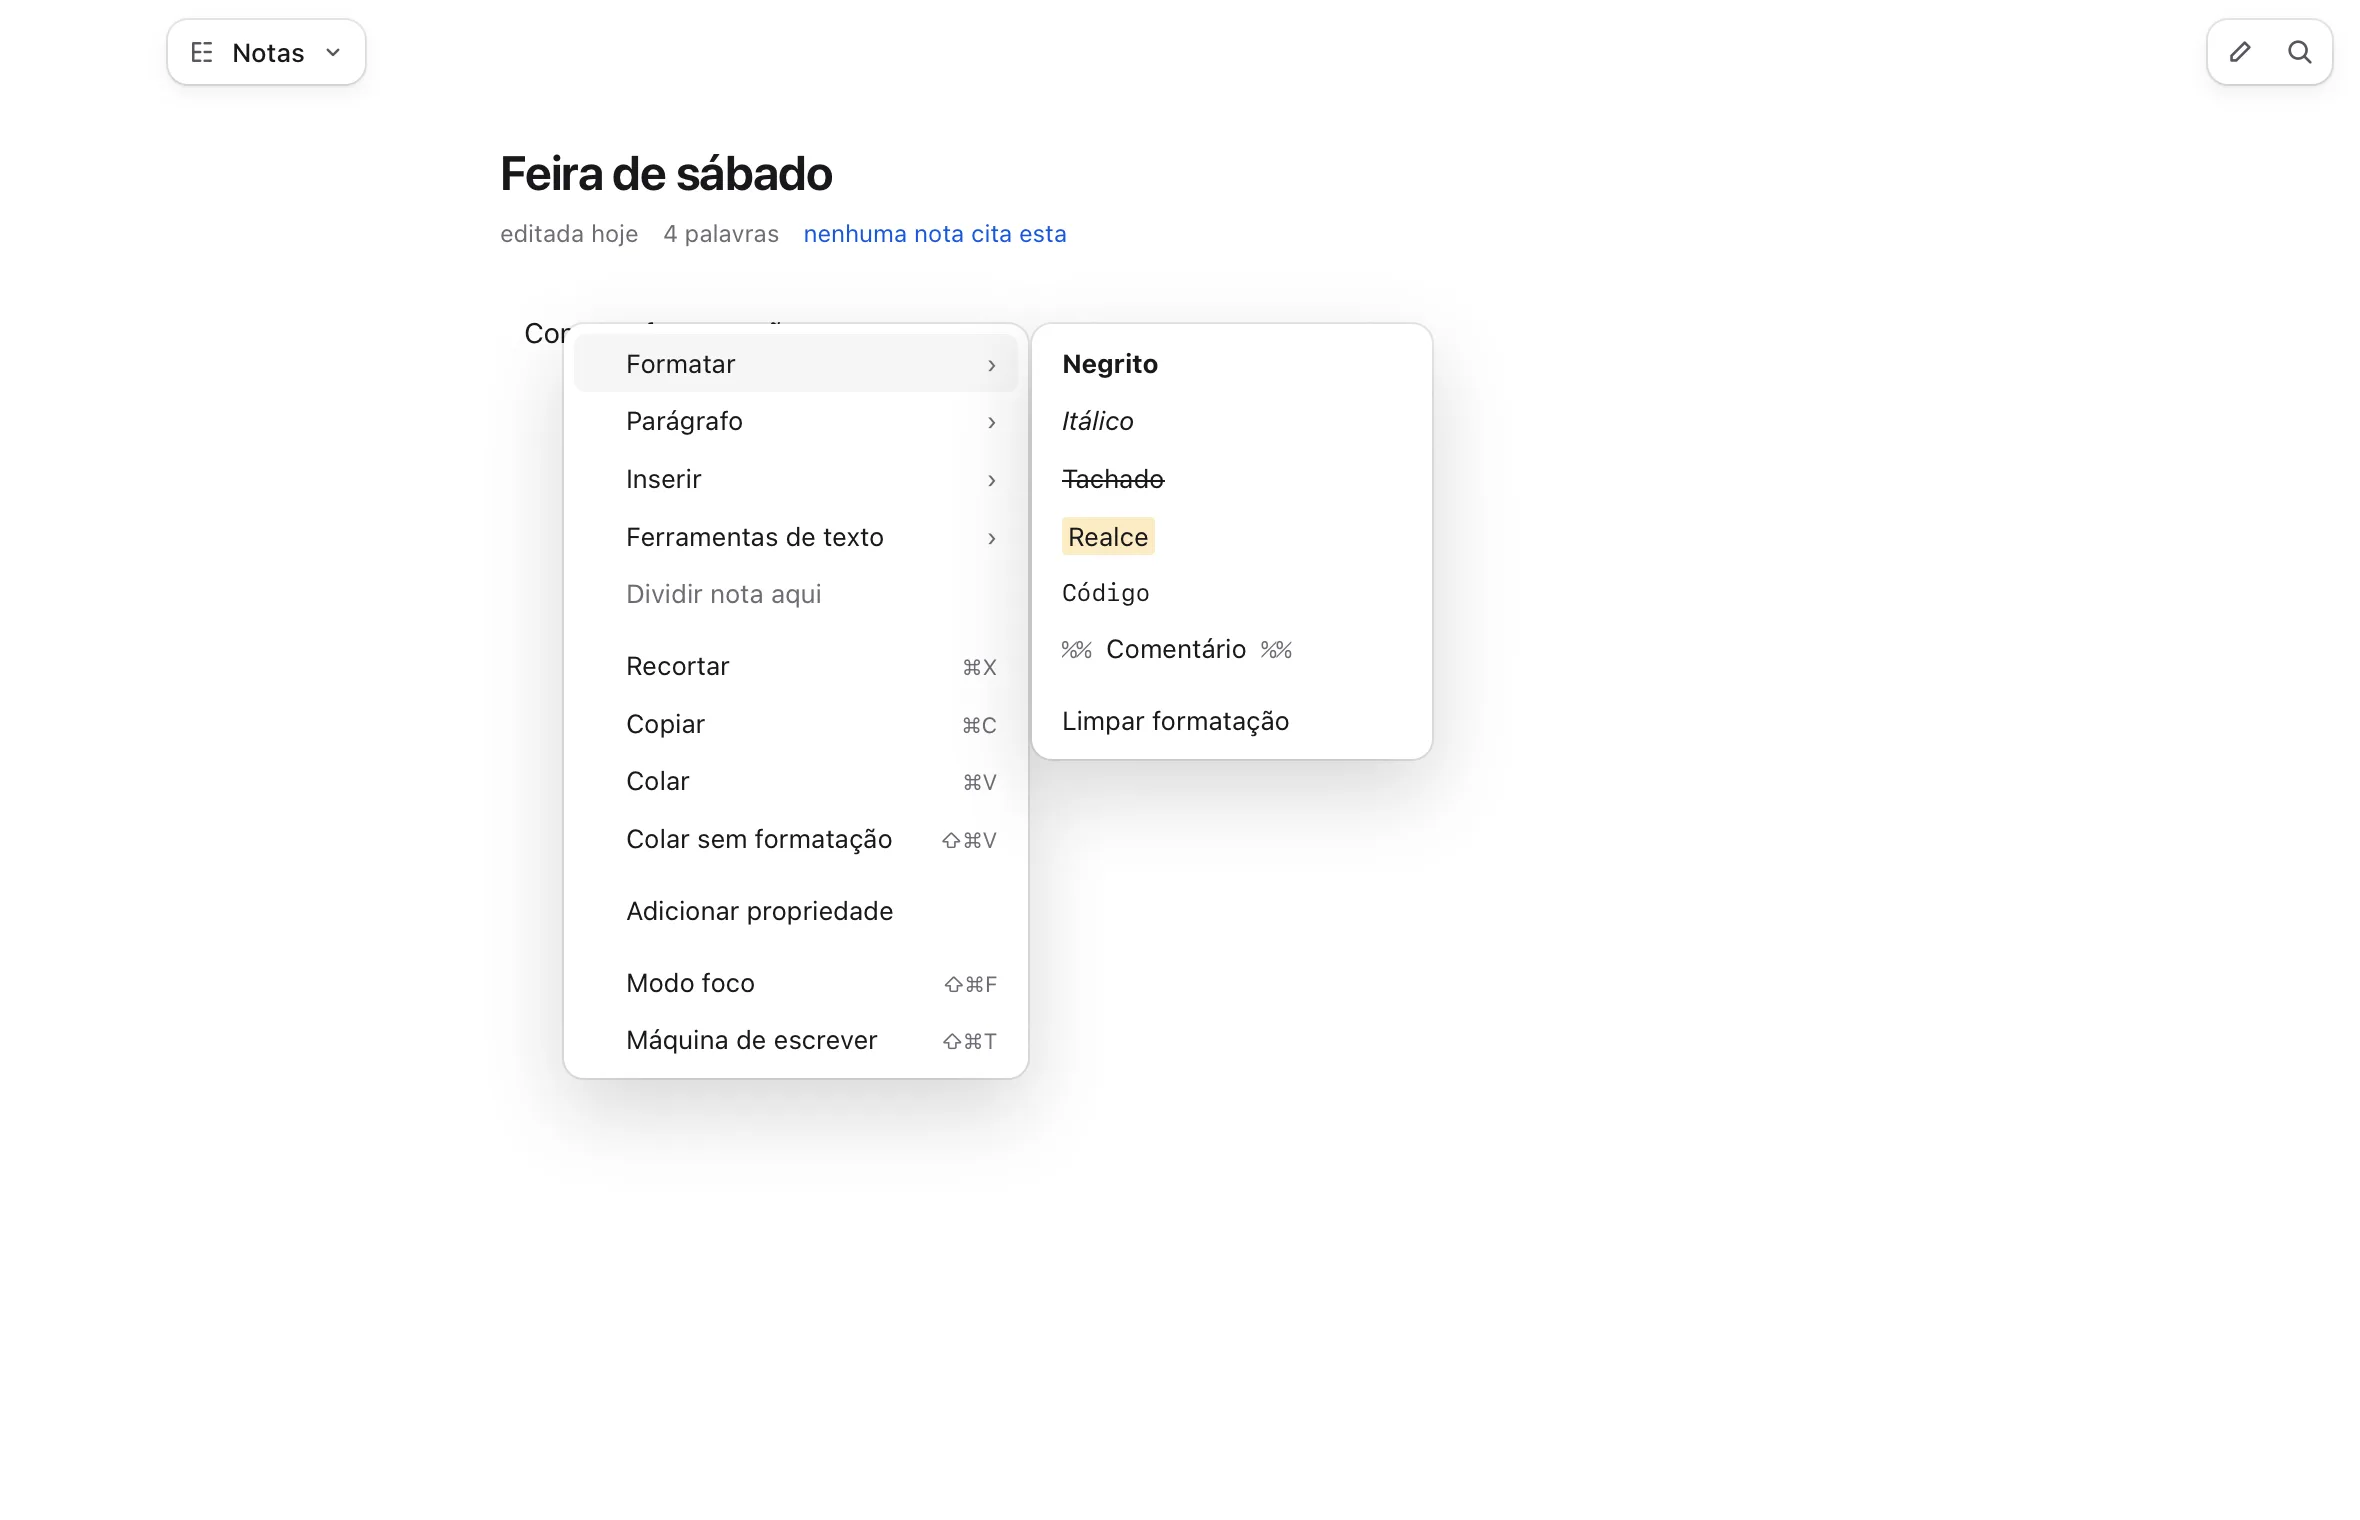 Notas
Feira de sábado
editada hoje 4 palavras nenhuma nota cita esta
Formatar ›
Parágrafo ›
Inserir ›
Ferramentas de texto ›
Dividir nota aqui
Recortar ⌘X
Copiar ⌘C
Colar ⌘V
Colar sem formatação ⇧⌘V
Adicionar propriedade
Modo foco ⇧⌘F
Máquina de escrever ⇧⌘T
Negrito
Itálico
Tachado
Realce
Código
%% Comentário %%
Limpar formatação